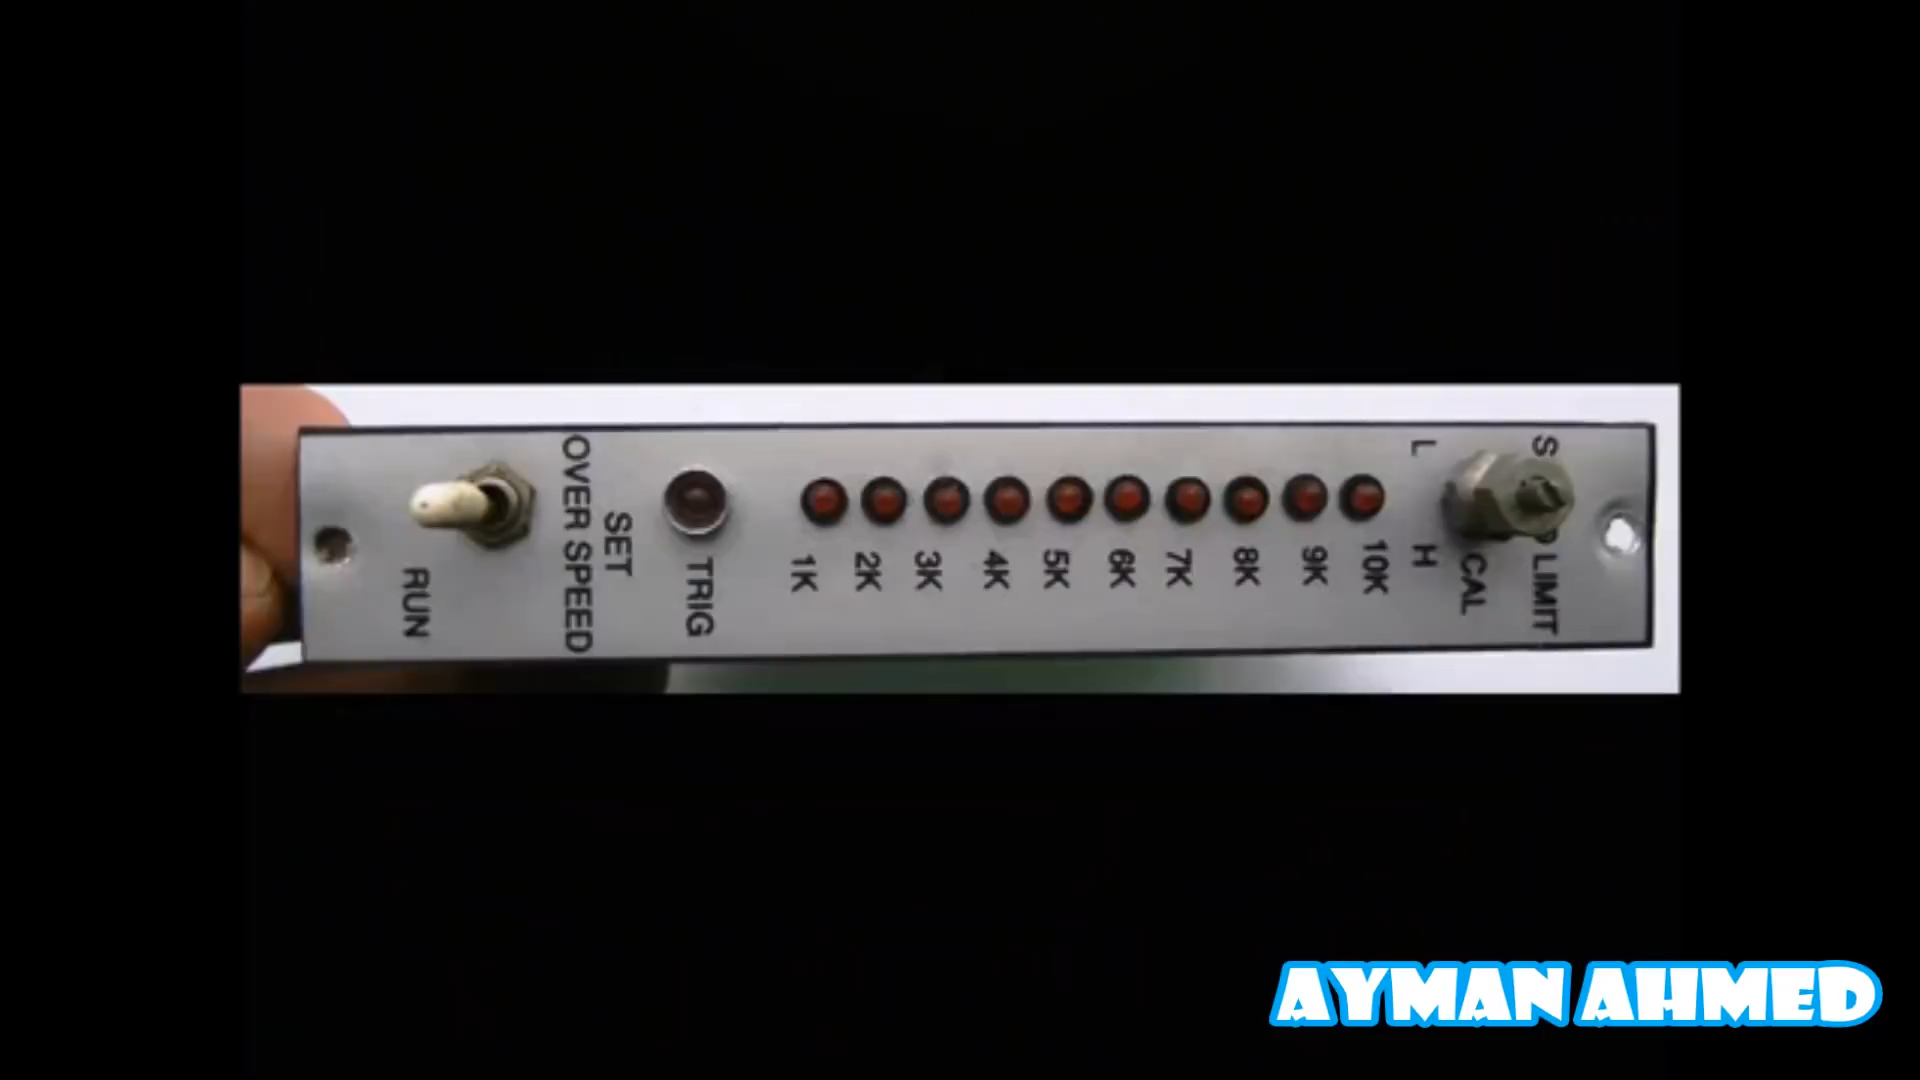 RUN
SET
OVER SPEED
TRIG
1K
2K
3K
4K
5K
6K
7K
8K
9K
10K
L
H
CAL
S
LIMIT
AYMAN AHMED